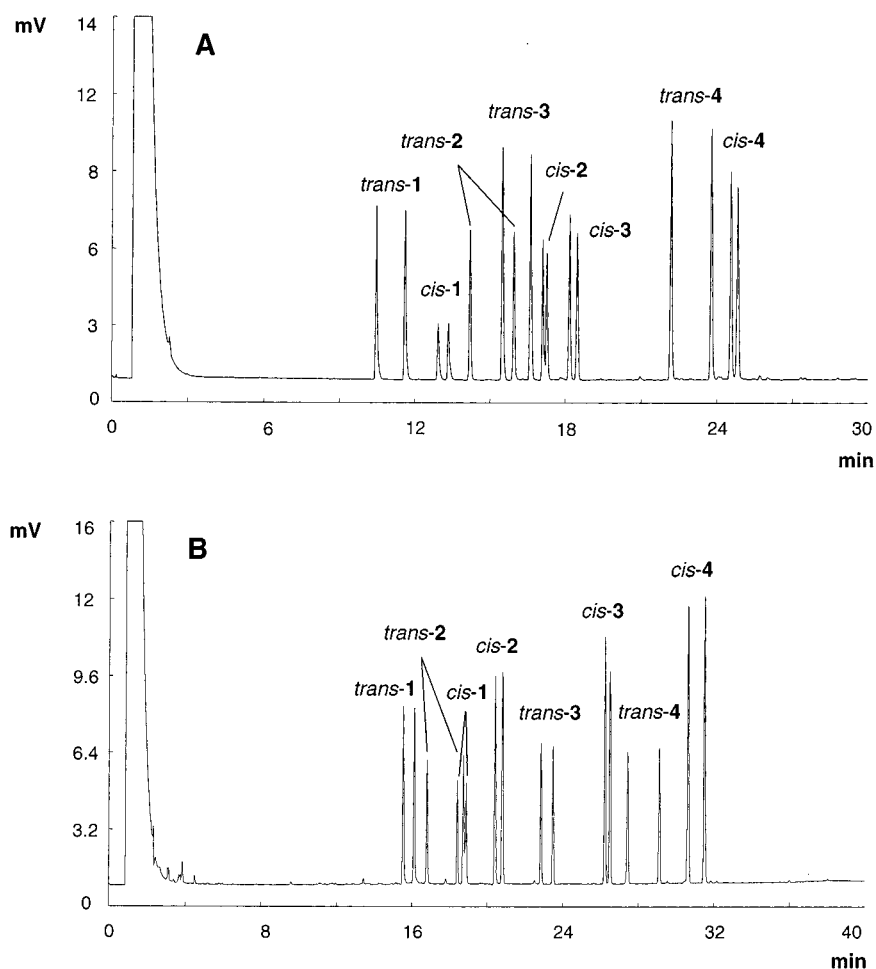 mV
A
14
12
8
6
3
0
trans-1
cis-1
trans-2
trans-3
cis-2
cis-3
trans-4
cis-4
0 6 12 18 24 30
min
mV
B
16
12
9.6
6.4
3.2
0
trans-1
trans-2
cis-1
cis-2
trans-3
cis-3
trans-4
cis-4
0 8 16 24 32 40
min